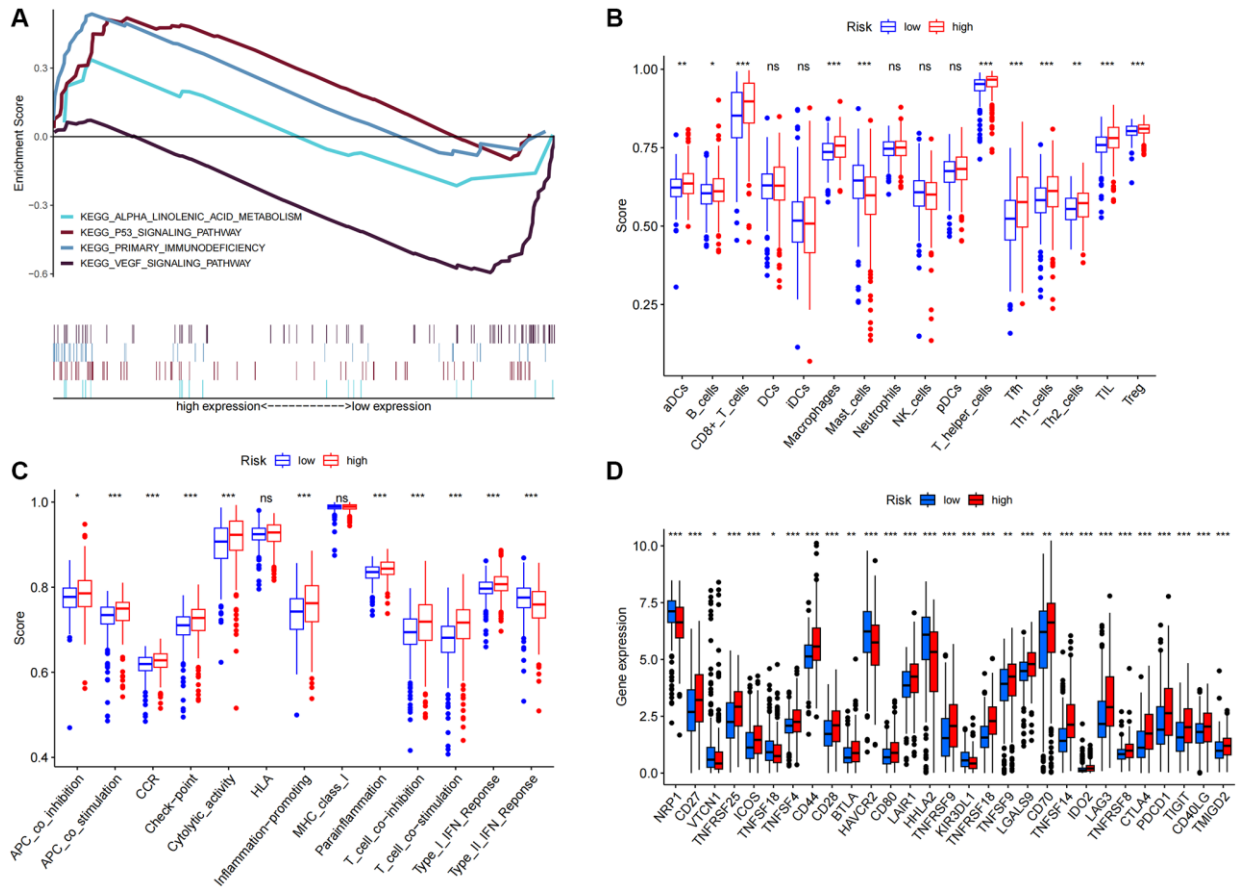 A
Enrichment Score
0.3
0.0
−0.3
−0.6
KEGG_ALPHA_LINOLENIC_ACID_METABOLISM
KEGG_P53_SIGNALING_PATHWAY
KEGG_PRIMARY_IMMUNODEFICIENCY
KEGG_VEGF_SIGNALING_PATHWAY
high expression<------------>low expression
B
Risk low high
** * *** ns ns *** *** ns ns ns *** *** *** ** *** ***
Score
1.00
0.75
0.50
0.25
aDCs
B_cells
CD8+_T_cells
DCs
iDCs
Macrophages
Mast_cells
Neutrophils
NK_cells
pDCs
T_helper_cells
Tfh
Th1_cells
Th2_cells
TIL
Treg
C
Risk low high
* *** *** *** *** ns *** ns *** *** *** *** ***
Score
1.0
0.8
0.6
0.4
APC_co_inhibition
APC_co_stimulation
CCR
Check−point
Cytolytic_activity
HLA
Inflammation−promoting
MHC_class_I
Parainflammation
T_cell_co−inhibition
T_cell_co−stimulation
Type_I_IFN_Reponse
Type_II_IFN_Reponse
D
Risk low high
*** *** * *** *** * *** *** *** ** *** *** *** *** *** *** *** ** *** ** *** *** *** *** *** *** *** *** ***
Gene expression
10.0
7.5
5.0
2.5
0.0
NRP1
CD27
VTCN1
TNFRSF25
ICOS
TNFSF18
TNFSF4
CD44
CD28
BTLA
HAVCR2
CD80
LAIR1
HHLA2
TNFRSF9
KIR3DL1
TNFRSF18
TNFSF9
LGALS9
CD70
TNFSF14
IDO2
LAG3
TNFRSF8
CTLA4
PDCD1
TIGIT
CD40LG
TMIGD2